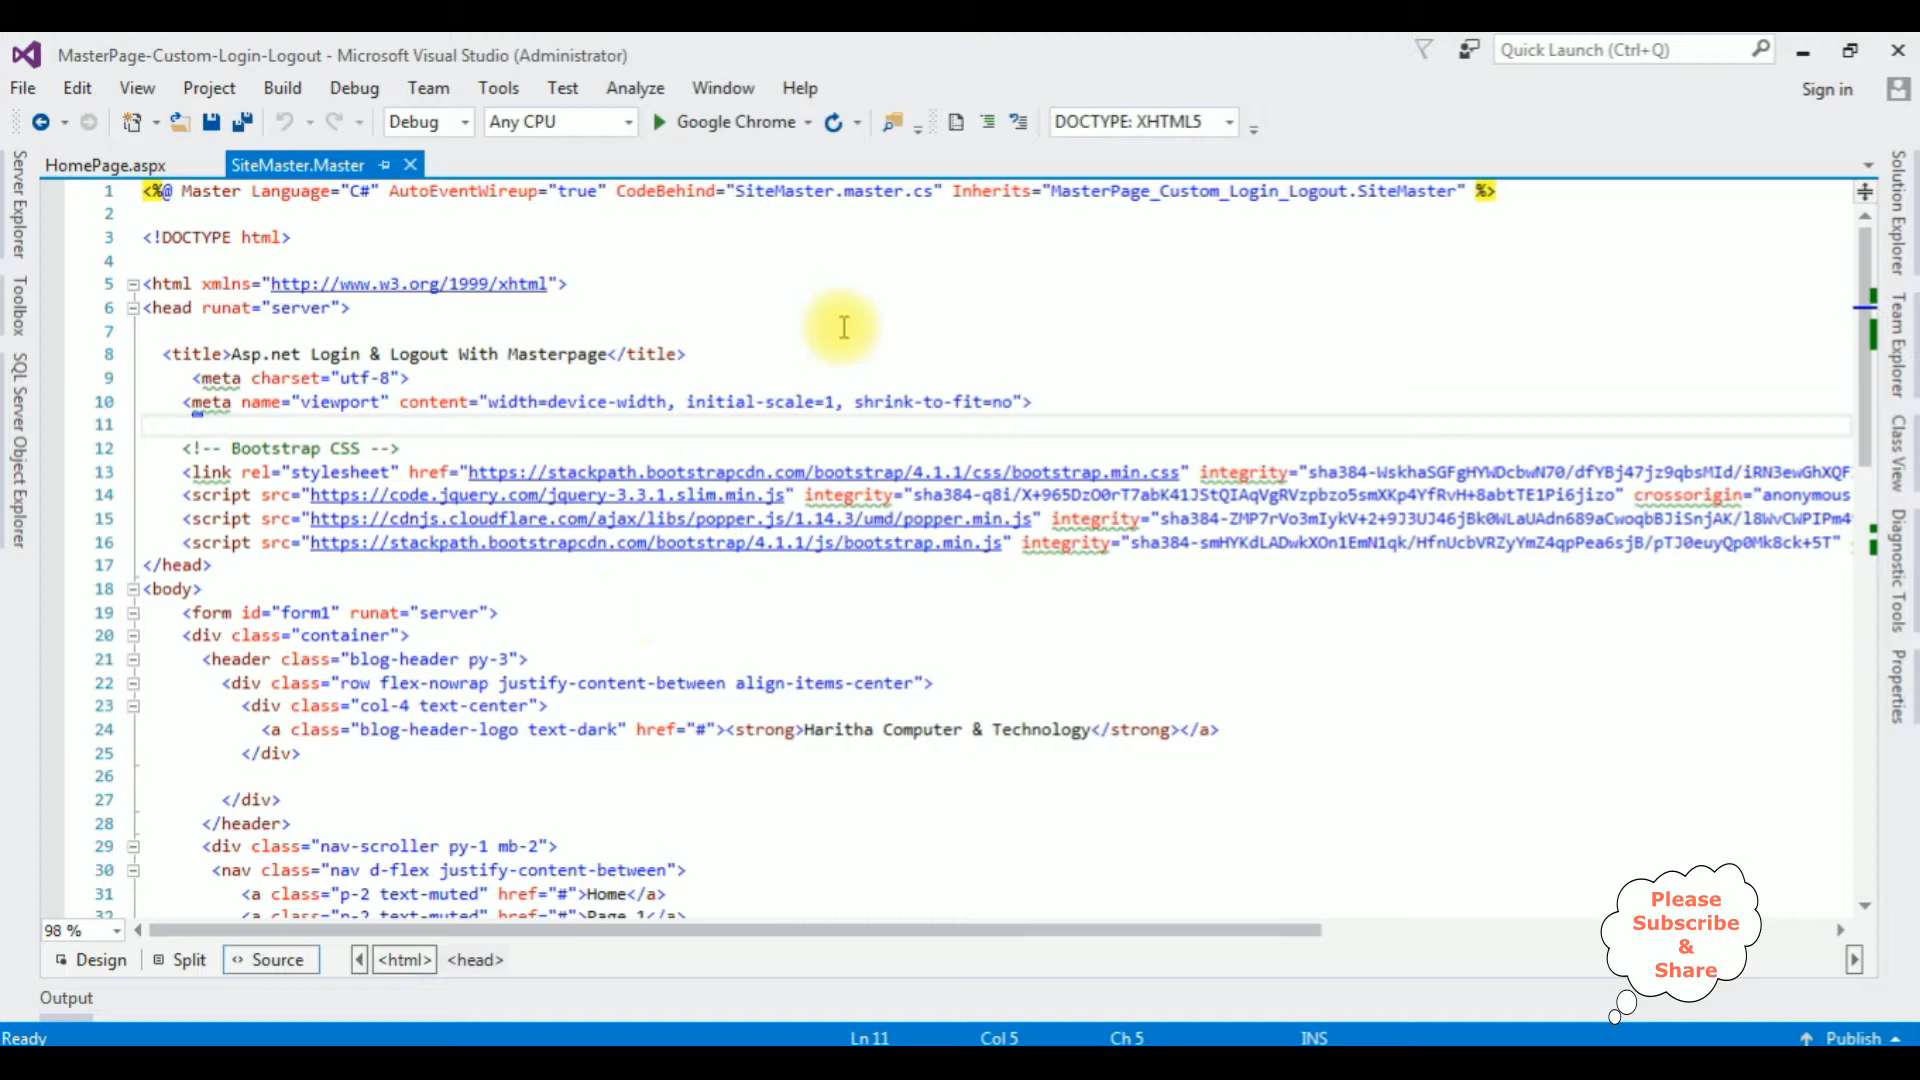 MasterPage-Custom-Login-Logout - Microsoft Visual Studio (Administrator)
Quick Launch (Ctrl+Q)
File Edit View Project Build Debug Team Tools Test Analyze Window Help
Sign in
Debug Any CPU Google Chrome DOCTYPE: XHTML5
HomePage.aspx SiteMaster.Master
Server Explorer
Toolbox
SQL Server Object Explorer
1 <%@ Master Language="C#" AutoEventWireup="true" CodeBehind="SiteMaster.master.cs" Inherits="MasterPage_Custom_Login_Logout.SiteMaster" %>
2
3 <!DOCTYPE html>
4
5 <html xmlns="http://www.w3.org/1999/xhtml">
6 <head runat="server">
7
8 <title>Asp.net Login & Logout With Masterpage</title>
9 <meta charset="utf-8">
10 <meta name="viewport" content="width=device-width, initial-scale=1, shrink-to-fit=no">
11
12 <!-- Bootstrap CSS -->
13 <link rel="stylesheet" href="https://stackpath.bootstrapcdn.com/bootstrap/4.1.1/css/bootstrap.min.css" integrity="sha384-WskhaSGFgHYWDcbwN70/dfYBj47jz9qbsMId/iRN3ewGhXQF
14 <script src="https://code.jquery.com/jquery-3.3.1.slim.min.js" integrity="sha384-q8i/X+965DzO0rT7abK41JStQIAqVgRVzpbzo5smXKp4YfRvH+8abtTE1Pi6jizo" crossorigin="anonymous
15 <script src="https://cdnjs.cloudflare.com/ajax/libs/popper.js/1.14.3/umd/popper.min.js" integrity="sha384-ZMP7rVo3mIykV+2+9J3UJ46jBk0WLaUAdn689aCwoqbBJiSnjAK/l8WvCWPIPm4
16 <script src="https://stackpath.bootstrapcdn.com/bootstrap/4.1.1/js/bootstrap.min.js" integrity="sha384-smHYKdLADwkXOn1EmN1qk/HfnUcbVRZyYmZ4qpPea6sjB/pTJ0euyQp0Mk8ck+5T"
17 </head>
18 <body>
19 <form id="form1" runat="server">
20 <div class="container">
21 <header class="blog-header py-3">
22 <div class="row flex-nowrap justify-content-between align-items-center">
23 <div class="col-4 text-center">
24 <a class="blog-header-logo text-dark" href="#"><strong>Haritha Computer & Technology</strong></a>
25 </div>
26
27 </div>
28 </header>
29 <div class="nav-scroller py-1 mb-2">
30 <nav class="nav d-flex justify-content-between">
31 <a class="p-2 text-muted" href="#">Home</a>
32 <a class="p-2 text-muted" href="#">Page 1</a>
Solution Explorer
Team Explorer
Class View
Diagnostic Tools
Properties
Please
Subscribe
&
Share
98 %
Design Split Source <html> <head>
Output
Ready Ln 11 Col 5 Ch 5 INS Publish